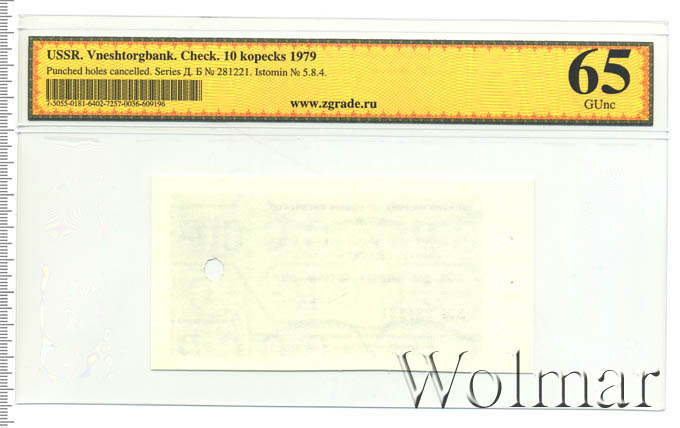 USSR. Vneshtorgbank. Check. 10 kopecks 1979
Punched holes cancelled. Series Д. Б № 281221. Istomin № 5.8.4.
7-5055-0181-6402-7257-0036-609196
www.zgrade.ru
65
GUnc
Wolmar